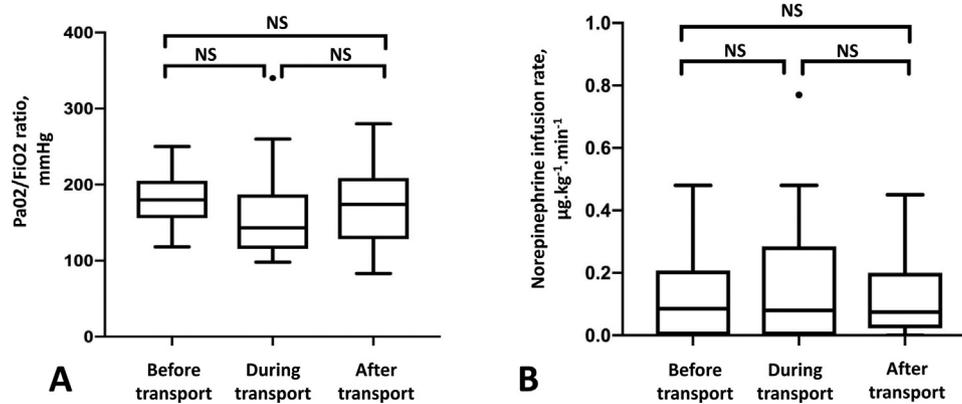 NS
NS NS
400
300
200
100
0
Pa02/FiO2 ratio,
mmHg
Before
transport
During
transport
After
transport
A
NS
NS NS
1.0
0.8
0.6
0.4
0.2
0.0
Norepinephrine infusion rate,
µg.kg⁻¹.min⁻¹
Before
transport
During
transport
After
transport
B